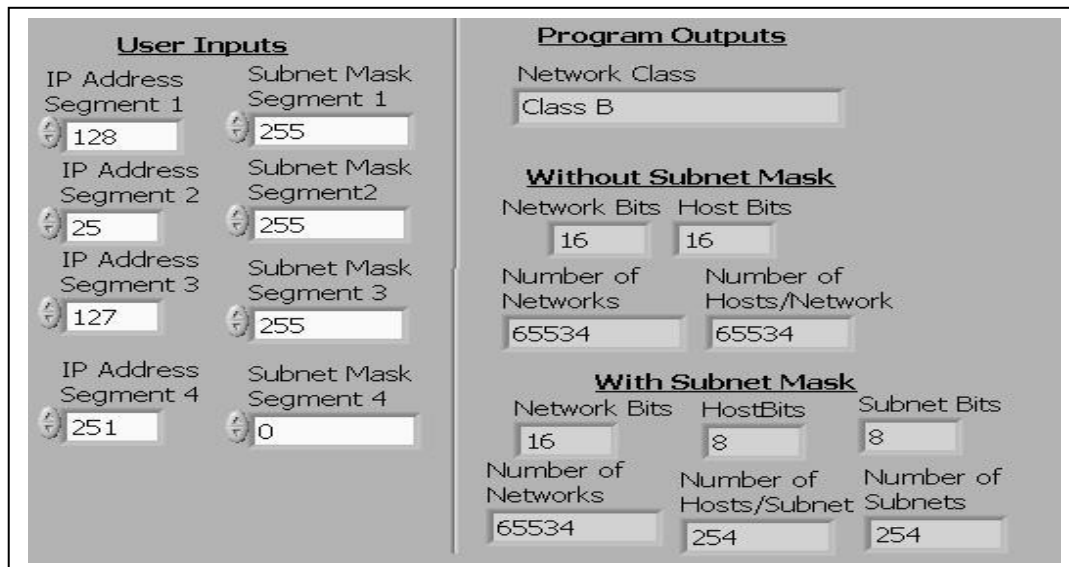 User Inputs
IP Address
Segment 1
128
Subnet Mask
Segment 1
255
IP Address
Segment 2
25
Subnet Mask
Segment2
255
IP Address
Segment 3
127
Subnet Mask
Segment 3
255
IP Address
Segment 4
251
Subnet Mask
Segment 4
0
Program Outputs
Network Class
Class B
Without Subnet Mask
Network Bits
16
Host Bits
16
Number of
Networks
65534
Number of
Hosts/Network
65534
With Subnet Mask
Network Bits
16
HostBits
8
Subnet Bits
8
Number of
Networks
65534
Number of
Hosts/Subnet
254
Number of
Subnets
254